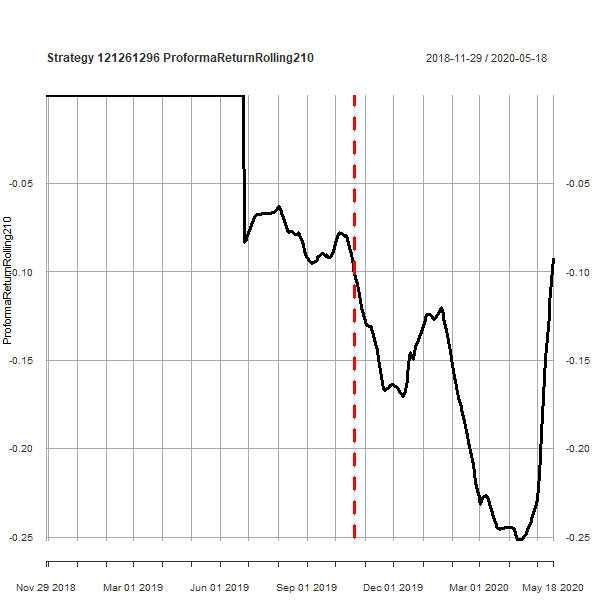 Strategy 121261296 ProformaReturnRolling210
2018-11-29 / 2020-05-18
ProformaReturnRolling210
-0.05 -0.05
-0.10 -0.10
-0.15 -0.15
-0.20 -0.20
-0.25 -0.25
Nov 29 2018 Mar 01 2019 Jun 01 2019 Sep 01 2019 Dec 01 2019 Mar 01 2020 May 18 2020